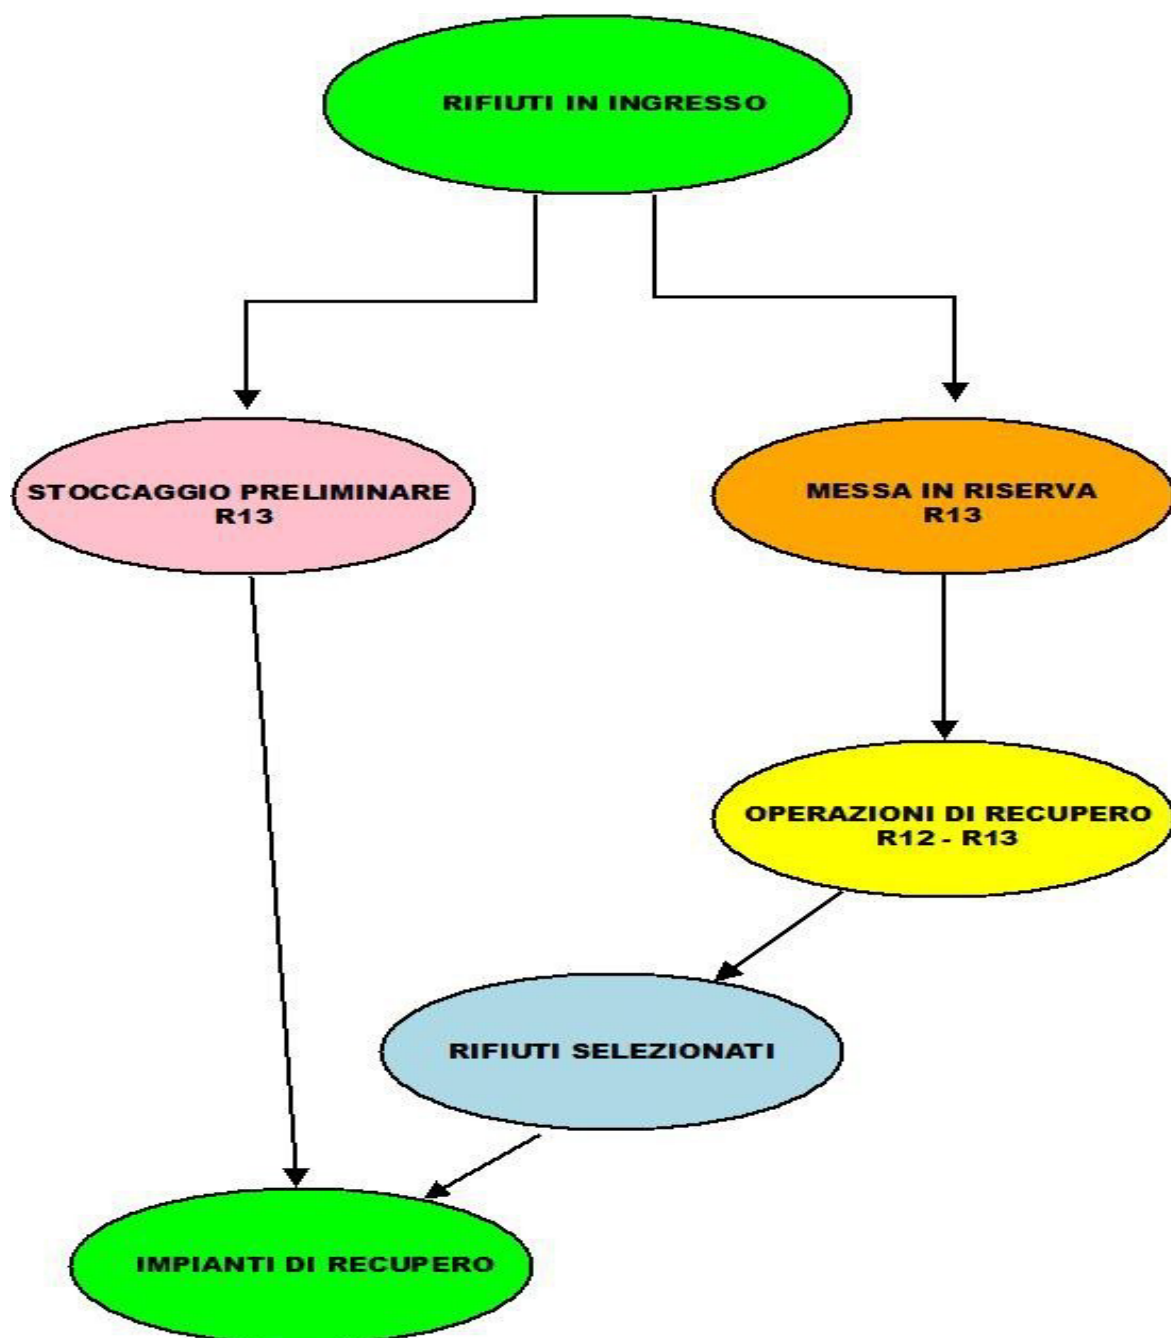 RIFIUTI IN INGRESSO
STOCCAGGIO PRELIMINARE
R13
MESSA IN RISERVA
R13
OPERAZIONI DI RECUPERO
R12 - R13
RIFIUTI SELEZIONATI
IMPIANTI DI RECUPERO